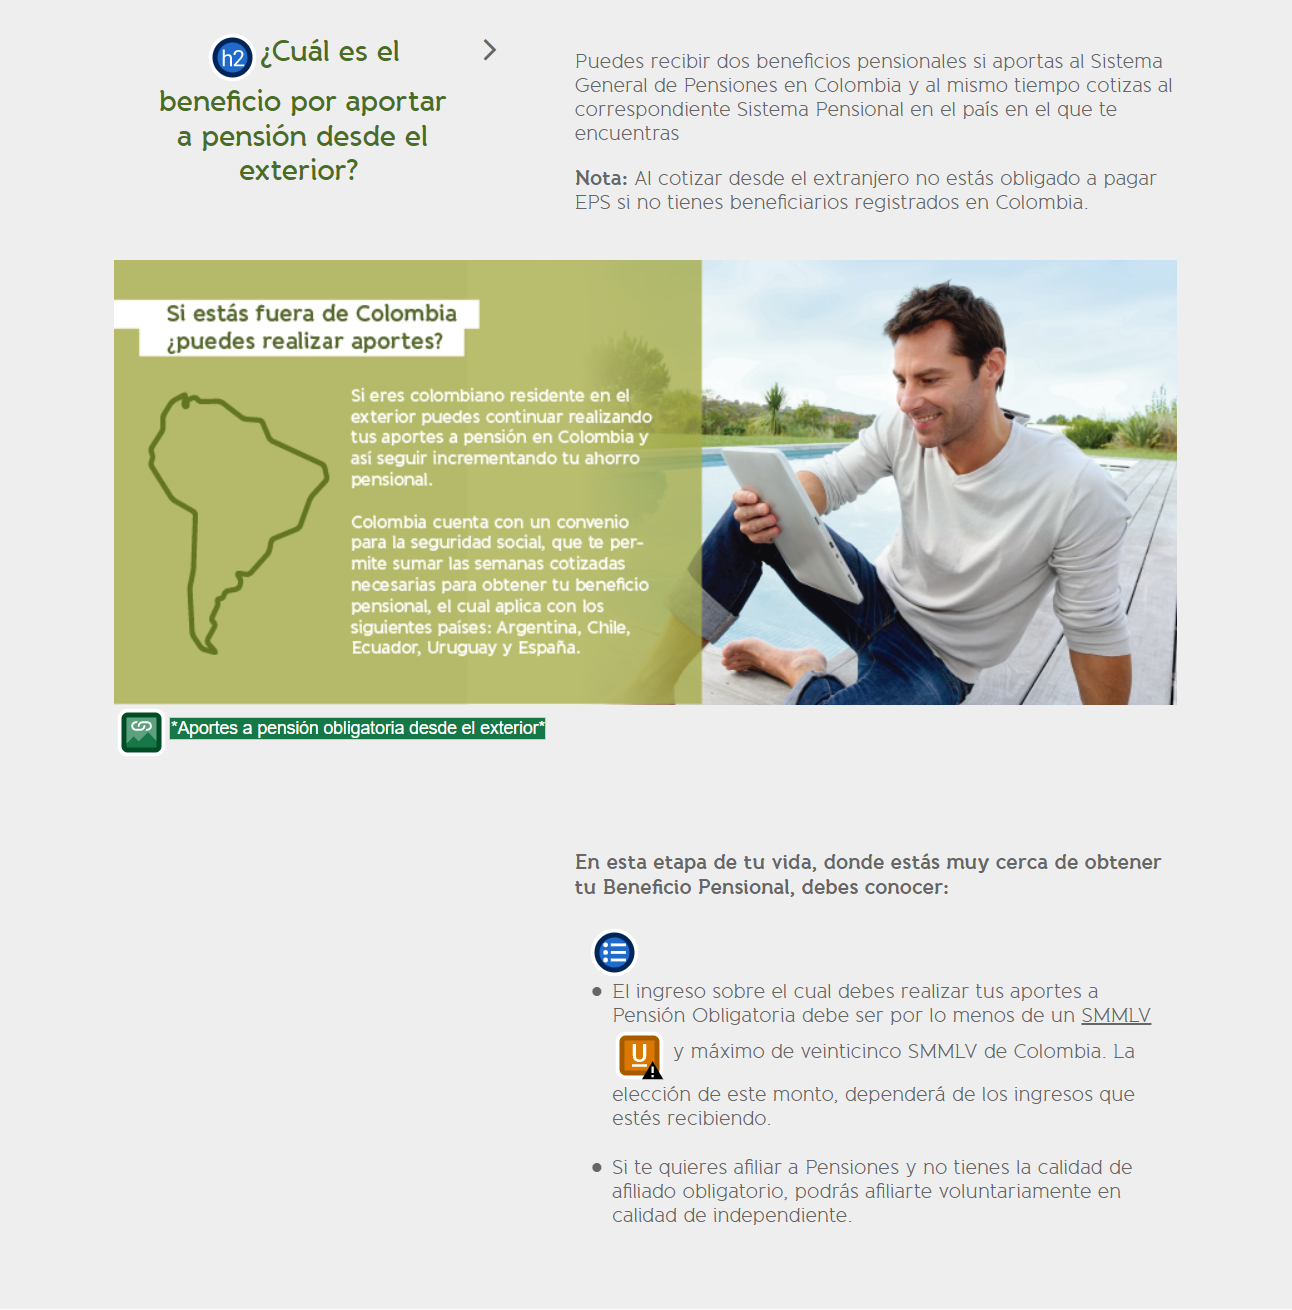 h2 ¿Cuál es el
beneficio por aportar
a pensión desde el
exterior?
Puedes recibir dos beneficios pensionales si aportas al Sistema
General de Pensiones en Colombia y al mismo tiempo cotizas al
correspondiente Sistema Pensional en el país en el que te
encuentras
Nota: Al cotizar desde el extranjero no estás obligado a pagar
EPS si no tienes beneficiarios registrados en Colombia.
Si estás fuera de Colombia
¿puedes realizar aportes?
Si eres colombiano residente en el
exterior puedes continuar realizando
tus aportes a pensión en Colombia y
así seguir incrementando tu ahorro
pensional.
Colombia cuenta con un convenio
para la seguridad social, que te per-
mite sumar las semanas cotizadas
necesarias para obtener tu beneficio
pensional, el cual aplica con los
siguientes países: Argentina, Chile,
Ecuador, Uruguay y España.
*Aportes a pensión obligatoria desde el exterior*
En esta etapa de tu vida, donde estás muy cerca de obtener
tu Beneficio Pensional, debes conocer:
El ingreso sobre el cual debes realizar tus aportes a
Pensión Obligatoria debe ser por lo menos de un SMMLV
U y máximo de veinticinco SMMLV de Colombia. La
elección de este monto, dependerá de los ingresos que
estés recibiendo.
Si te quieres afiliar a Pensiones y no tienes la calidad de
afiliado obligatorio, podrás afiliarte voluntariamente en
calidad de independiente.